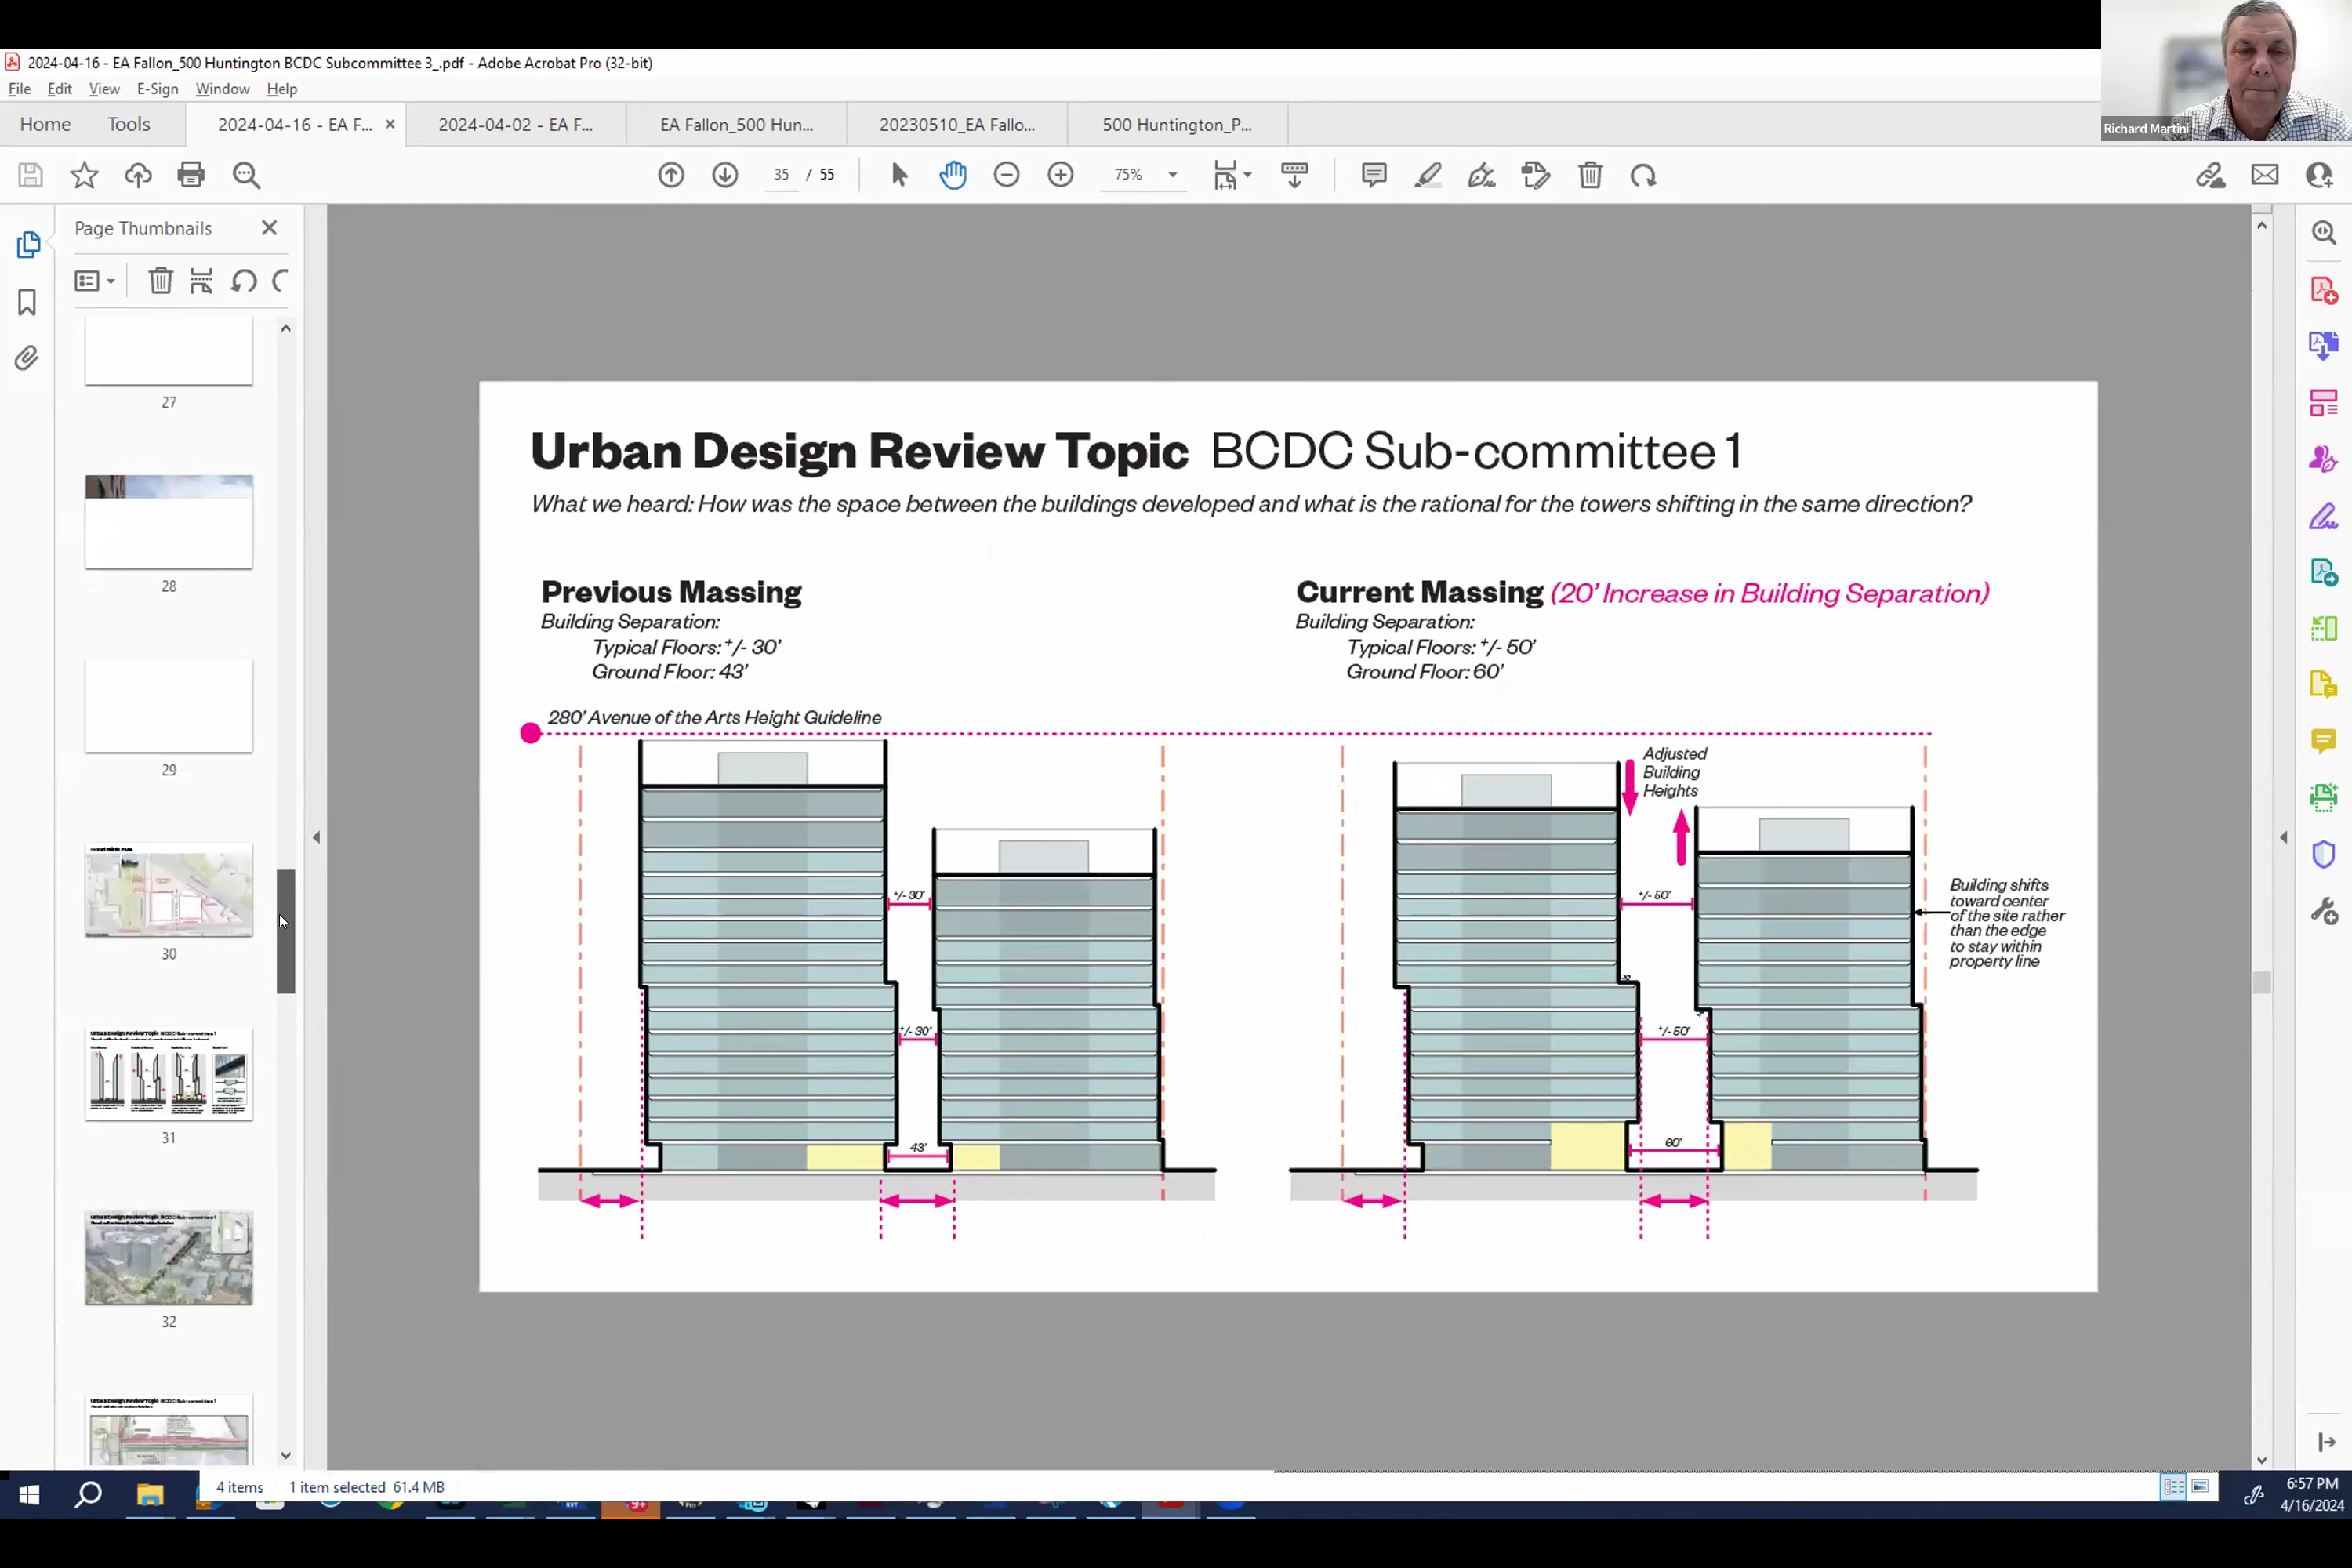 2024-04-16 - EA Fallon_500 Huntington BCDC Subcommittee 3_.pdf - Adobe Acrobat Pro (32-bit)
File Edit View E-Sign Window Help
Home Tools 2024-04-16 - EA F... 2024-04-02 - EA F... EA Fallon_500 Hun... 20230510_EA Fallo... 500 Huntington_P...
Richard Martini
35 / 55 75%
Page Thumbnails
27
28
29
30
31
32
Urban Design Review Topic BCDC Sub-committee 1
What we heard: How was the space between the buildings developed and what is the rational for the towers shifting in the same direction?
Previous Massing
Building Separation:
Typical Floors: +/- 30'
Ground Floor: 43'
280' Avenue of the Arts Height Guideline
+/- 30'
+/- 30'
43'
Current Massing (20' Increase in Building Separation)
Building Separation:
Typical Floors: +/- 50'
Ground Floor: 60'
Adjusted
Building
Heights
+/- 50'
+/- 50'
60'
Building shifts
toward center
of the site rather
than the edge
to stay within
property line
4 items 1 item selected 61.4 MB
6:57 PM
4/16/2024